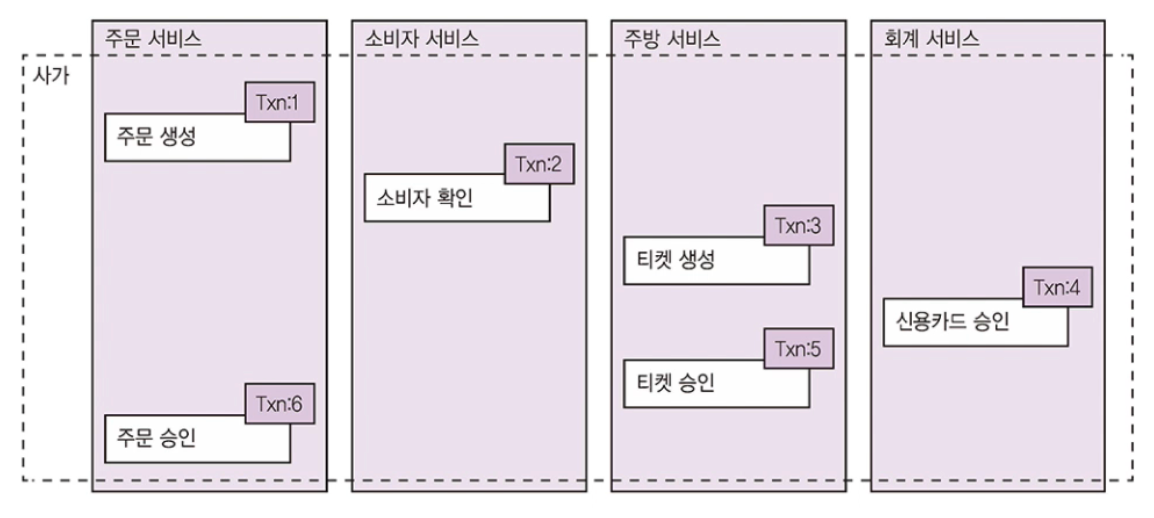 주문 서비스
소비자 서비스
주방 서비스
회계 서비스
사가
Txn:1
주문 생성
Txn:2
소비자 확인
Txn:3
티켓 생성
Txn:4
신용카드 승인
Txn:5
티켓 승인
Txn:6
주문 승인